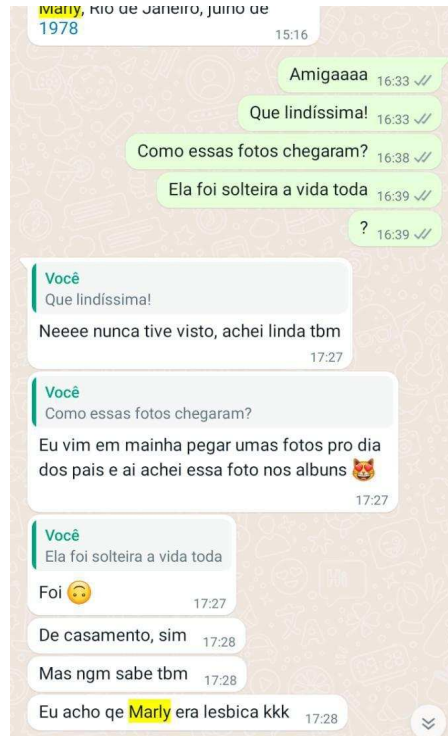 Marly, Rio de Janeiro, julho de
1978
15:16
Amigaaaa 16:33
Que lindíssima! 16:33
Como essas fotos chegaram? 16:38
Ela foi solteira a vida toda 16:39
? 16:39
Você
Que lindíssima!
Neeee nunca tive visto, achei linda tbm
17:27
Você
Como essas fotos chegaram?
Eu vim em mainha pegar umas fotos pro dia
dos pais e ai achei essa foto nos albuns
17:27
Você
Ela foi solteira a vida toda
Foi
17:27
De casamento, sim 17:28
Mas ngm sabe tbm 17:28
Eu acho qe Marly era lesbica kkk 17:28